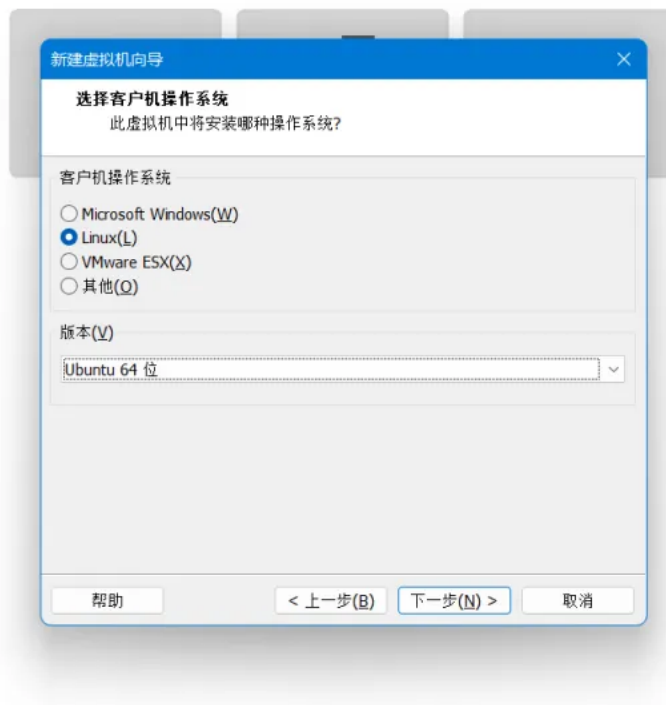 新建虚拟机向导
选择客户机操作系统
此虚拟机中将安装哪种操作系统?
客户机操作系统
Microsoft Windows(W)
Linux(L)
VMware ESX(X)
其他(O)
版本(V)
Ubuntu 64 位
帮助
< 上一步(B)
下一步(N) >
取消